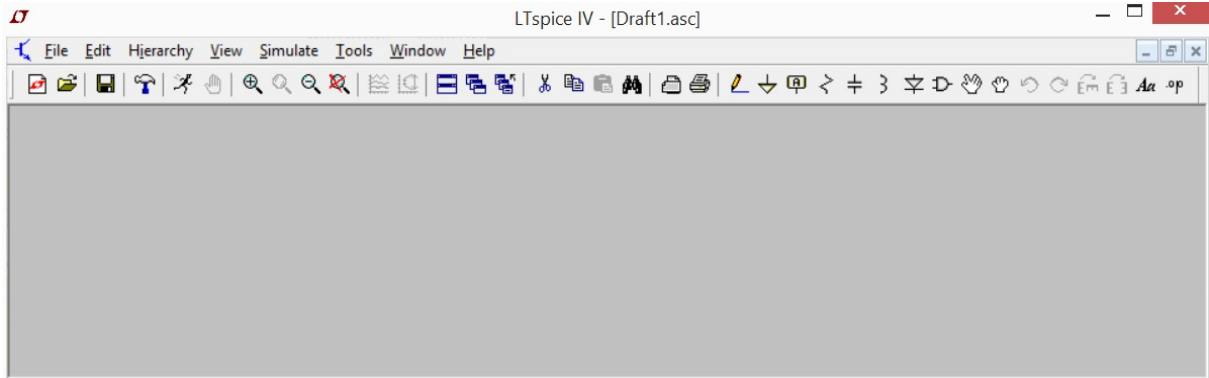 LTspice IV - [Draft1.asc]
File Edit Hierarchy View Simulate Tools Window Help
Aa .op